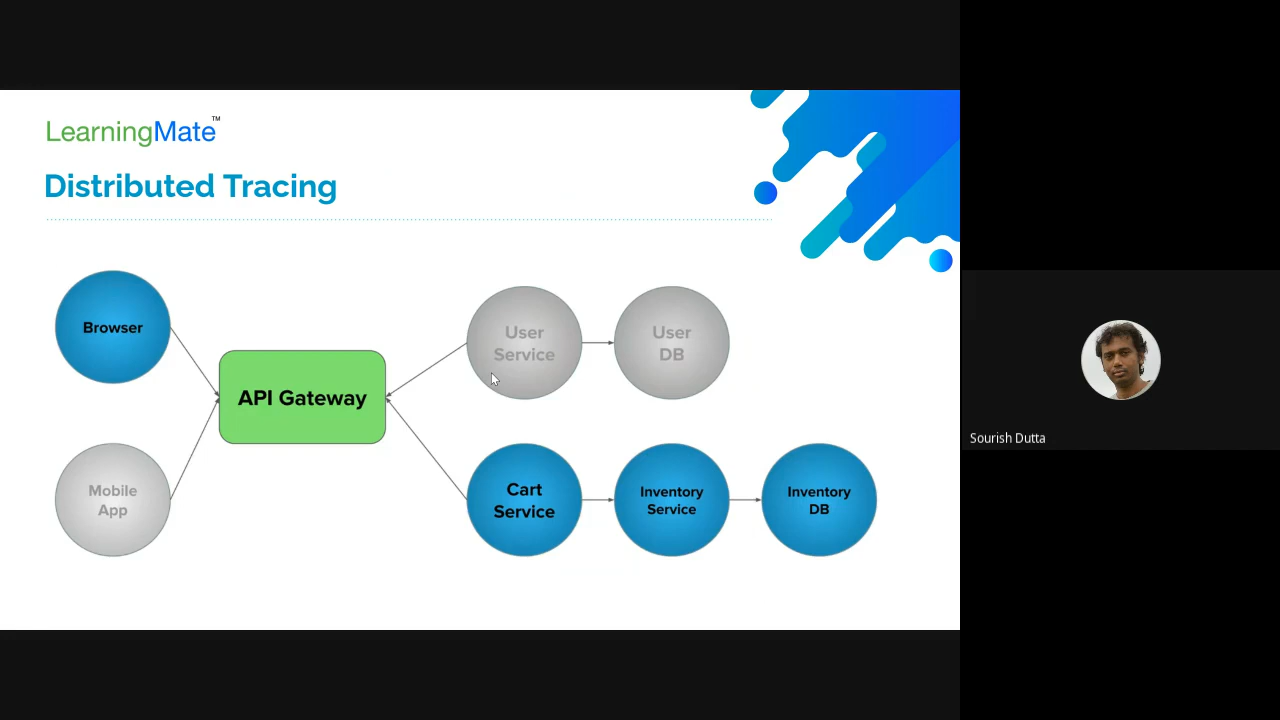 LearningMate™
Distributed Tracing
Browser
User
Service
User
DB
API Gateway
Mobile
App
Cart
Service
Inventory
Service
Inventory
DB
Sourish Dutta